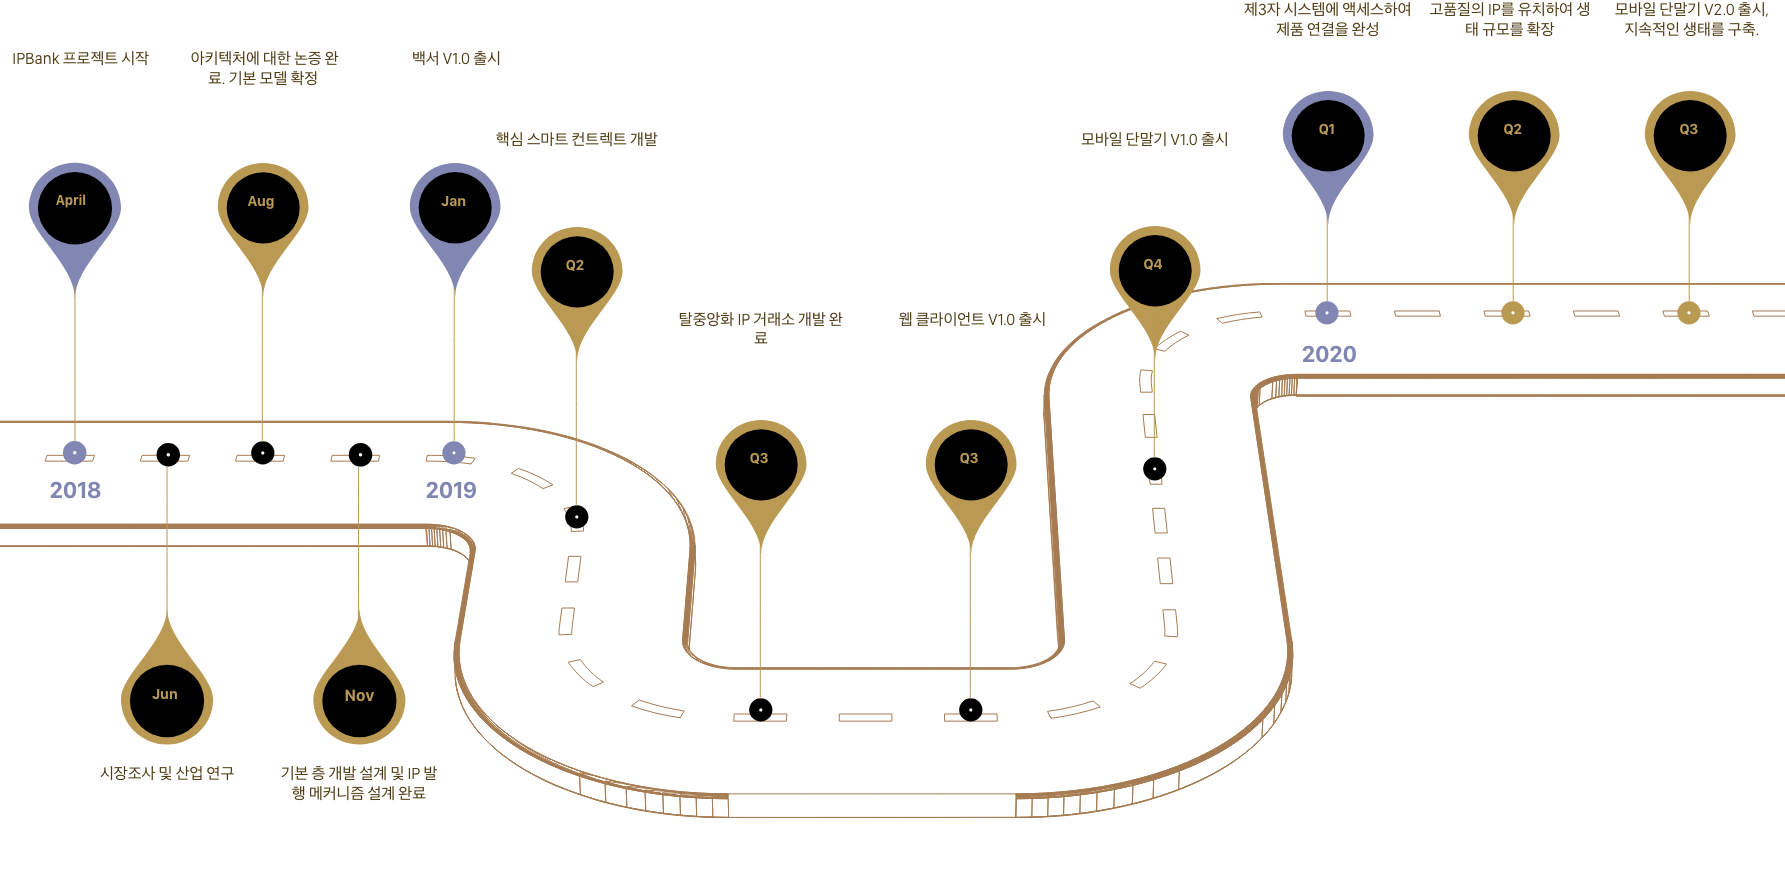 제3자 시스템에 액세스하여
제품 연결을 완성
고품질의 IP를 유치하여 생
태 규모를 확장
모바일 단말기 V2.0 출시,
지속적인 생태를 구축.
IPBank 프로젝트 시작
아키텍처에 대한 논증 완
료. 기본 모델 확정
백서 V1.0 출시
핵심 스마트 컨트렉트 개발
모바일 단말기 V1.0 출시
Q1
Q2
Q3
April
Aug
Jan
Q2
Q4
탈중앙화 IP 거래소 개발 완
료
웹 클라이언트 V1.0 출시
2020
Q3
Q3
2018
2019
Jun
Nov
시장조사 및 산업 연구
기본 층 개발 설계 및 IP 발
행 메커니즘 설계 완료